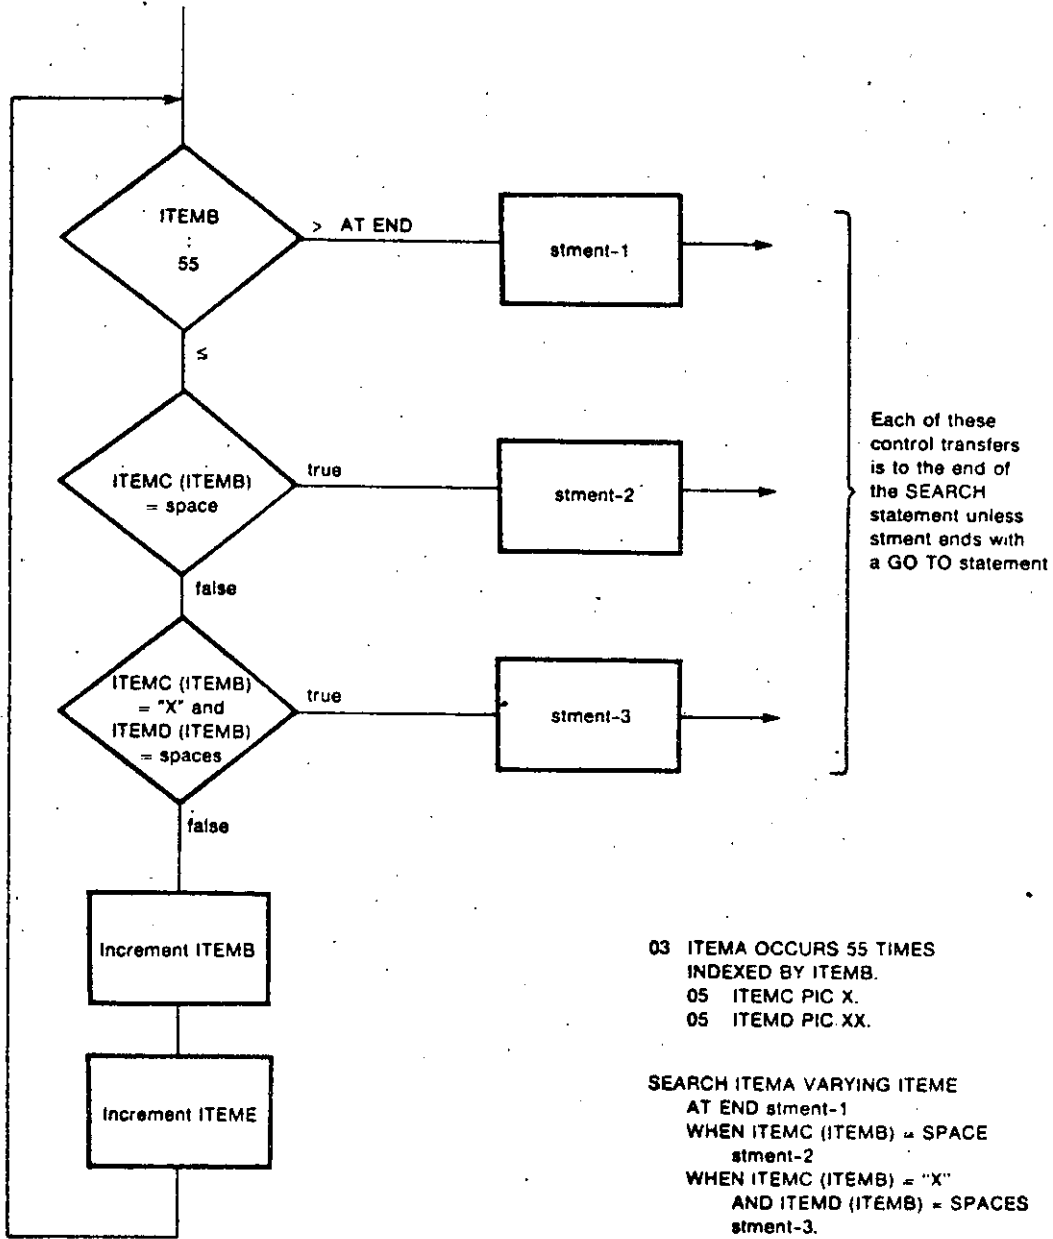 ITEMB
:
55
> AT END
stment-1
≤
ITEMC (ITEMB)
= space
true
stment-2
false
ITEMC (ITEMB)
= "X" and
ITEMD (ITEMB)
= spaces
true
stment-3
false
Increment ITEMB
Increment ITEME
Each of these
control transfers
is to the end of
the SEARCH
statement unless
stment ends with
a GO TO statement
03 ITEMA OCCURS 55 TIMES
INDEXED BY ITEMB.
05 ITEMC PIC X.
05 ITEMD PIC XX.
SEARCH ITEMA VARYING ITEME
AT END stment-1
WHEN ITEMC (ITEMB) = SPACE
stment-2
WHEN ITEMC (ITEMB) = "X"
AND ITEMD (ITEMB) = SPACES
stment-3.